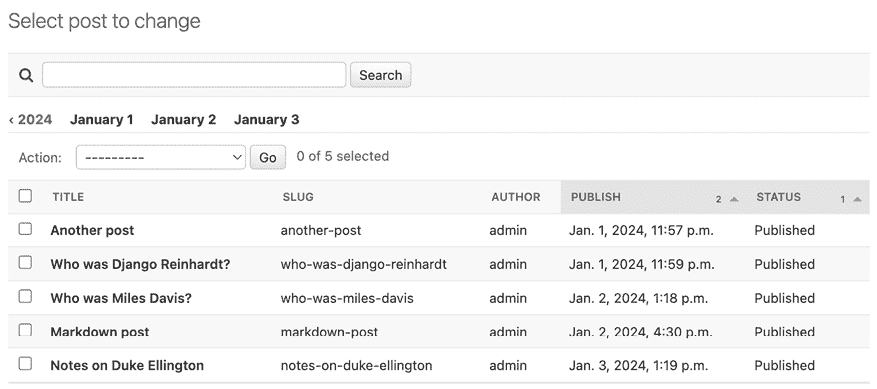 Select post to change
Search
‹ 2024 January 1 January 2 January 3
Action: --------- Go 0 of 5 selected
TITLE SLUG AUTHOR PUBLISH 2 STATUS 1
Another post another-post admin Jan. 1, 2024, 11:57 p.m. Published
Who was Django Reinhardt? who-was-django-reinhardt admin Jan. 1, 2024, 11:59 p.m. Published
Who was Miles Davis? who-was-miles-davis admin Jan. 2, 2024, 1:18 p.m. Published
Markdown post markdown-post admin Jan. 2, 2024, 4:30 p.m. Published
Notes on Duke Ellington notes-on-duke-ellington admin Jan. 3, 2024, 1:19 p.m. Published